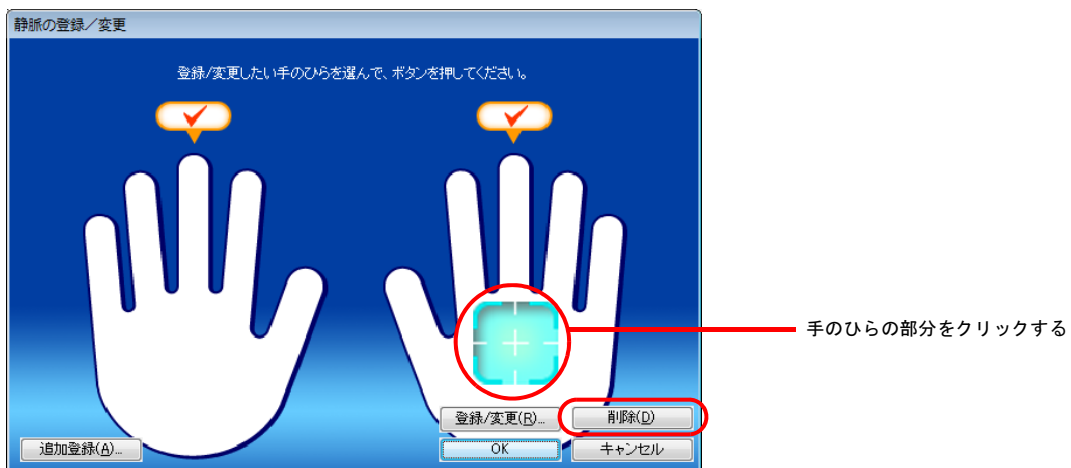 静脈の登録／変更
登録/変更したい手のひらを選んで、ボタンを押してください。
手のひらの部分をクリックする
登録/変更(R)...
削除(D)
追加登録(A)...
OK
キャンセル